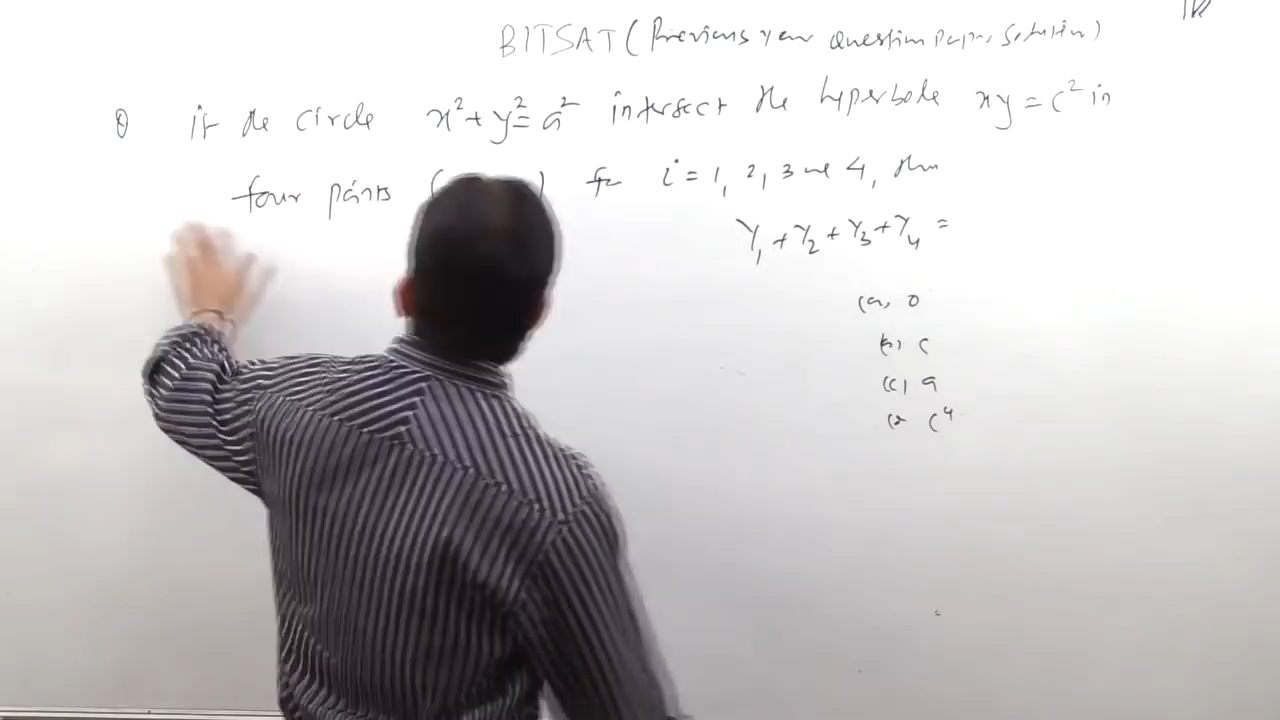 BITSAT (Previous year question paper solution)
Q if the circle x² + y² = a² intersect the hyperbola xy = c² in
four points ( ) for i = 1, 2, 3 and 4, then
y₁ + y₂ + y₃ + y₄ =
(a) 0
(b) c
(c) a
c⁴